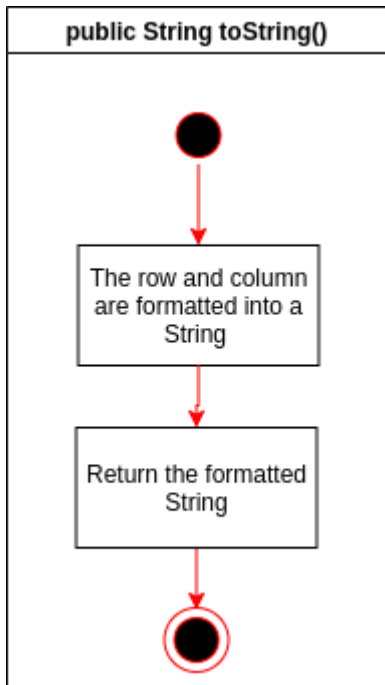 public String toString()
The row and column
are formatted into a
String
Return the formatted
String